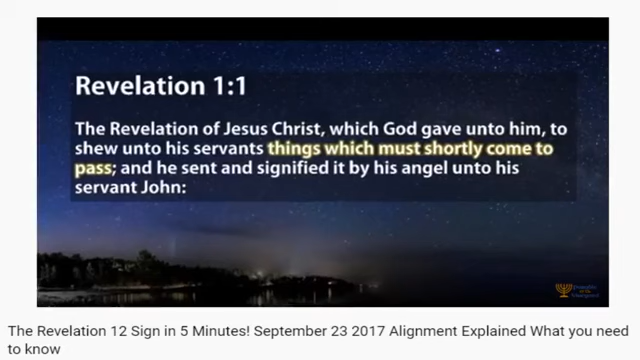 Revelation 1:1
The Revelation of Jesus Christ, which God gave unto him, to
shew unto his servants things which must shortly come to
pass; and he sent and signified it by his angel unto his
servant John:
The Revelation 12 Sign in 5 Minutes! September 23 2017 Alignment Explained What you need
to know